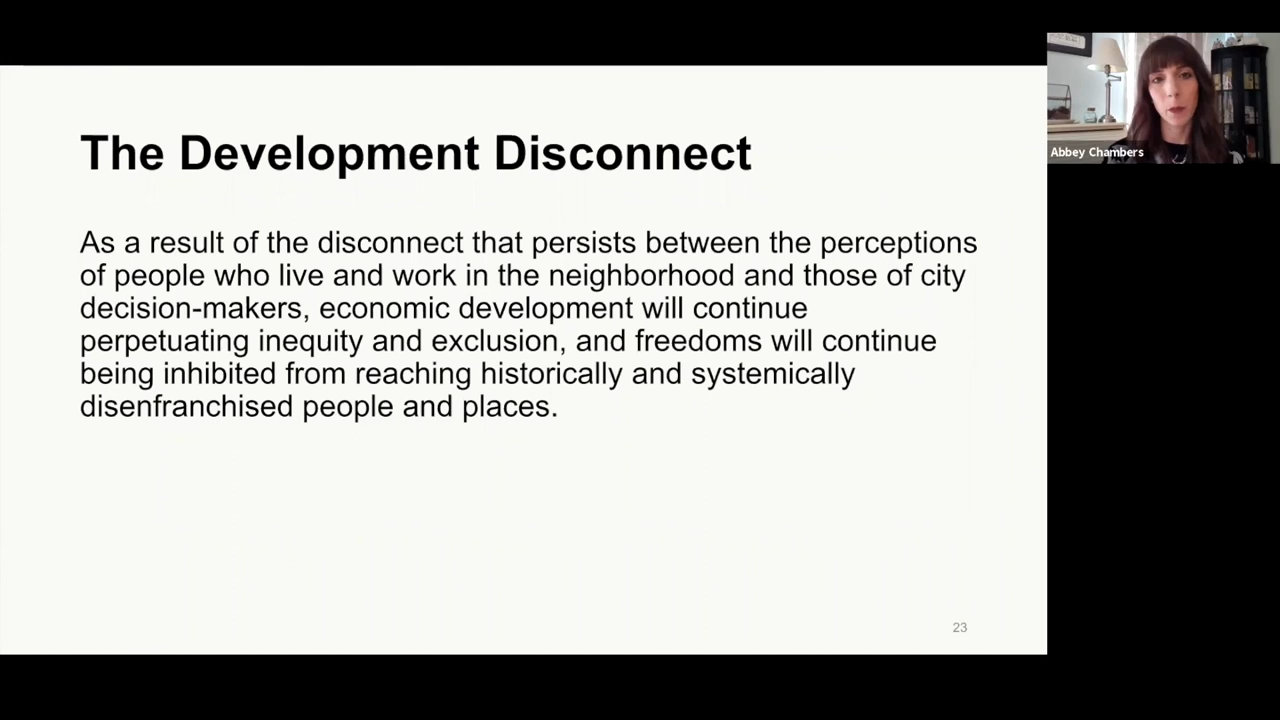 The Development Disconnect
As a result of the disconnect that persists between the perceptions
of people who live and work in the neighborhood and those of city
decision-makers, economic development will continue
perpetuating inequity and exclusion, and freedoms will continue
being inhibited from reaching historically and systemically
disenfranchised people and places.
23
Abbey Chambers